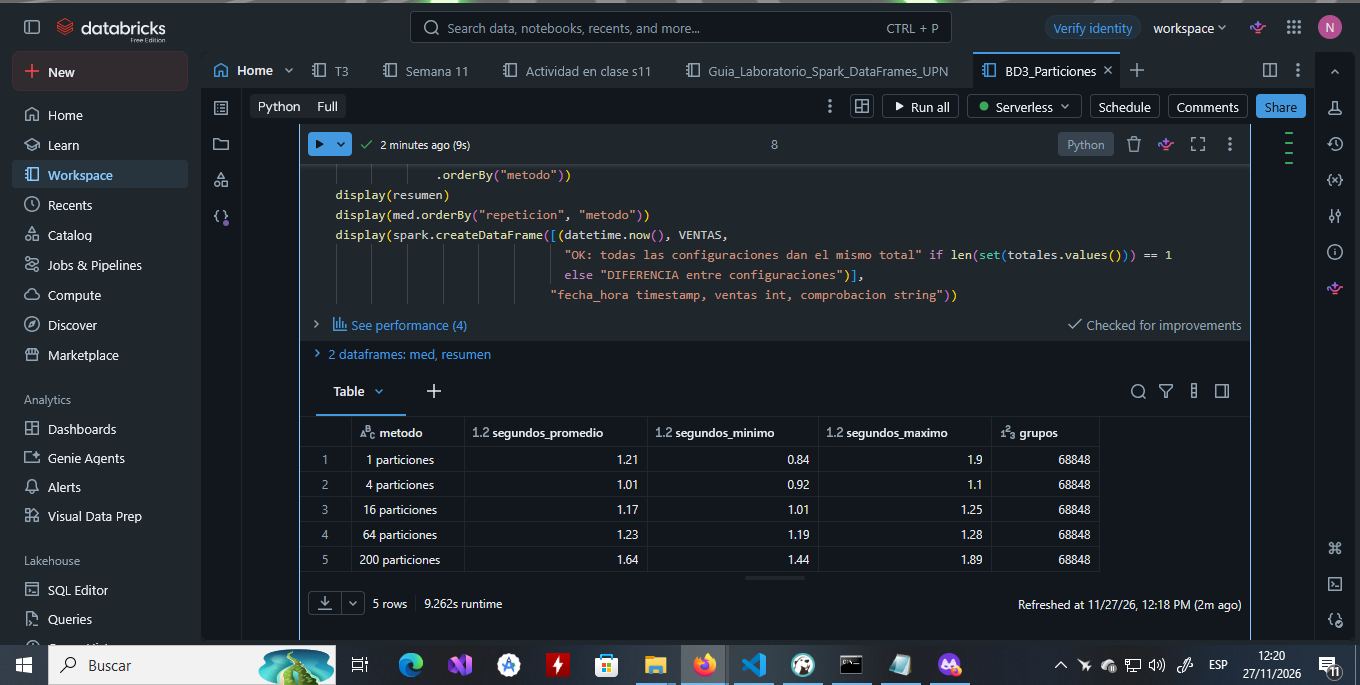 databricks
Free Edition
Search data, notebooks, recents, and more...
CTRL + P
Verify identity
workspace
N
New
Home
Learn
Workspace
Recents
Catalog
Jobs & Pipelines
Compute
Discover
Marketplace
Analytics
Dashboards
Genie Agents
Alerts
Visual Data Prep
Lakehouse
SQL Editor
Queries
Home
T3
Semana 11
Actividad en clase s11
Guia_Laboratorio_Spark_DataFrames_UPN
BD3_Particiones
Python Full
Run all
Serverless
Schedule
Comments
Share
2 minutes ago (9s)
8
Python
.orderBy("metodo"))
display(resumen)
display(med.orderBy("repeticion", "metodo"))
display(spark.createDataFrame([(datetime.now(), VENTAS,
"OK: todas las configuraciones dan el mismo total" if len(set(totales.values())) == 1
else "DIFERENCIA entre configuraciones")],
"fecha_hora timestamp, ventas int, comprobacion string"))
See performance (4)
Checked for improvements
2 dataframes: med, resumen
Table
ABC metodo 1.2 segundos_promedio 1.2 segundos_minimo 1.2 segundos_maximo 123 grupos
1 1 particiones 1.21 0.84 1.9 68848
2 4 particiones 1.01 0.92 1.1 68848
3 16 particiones 1.17 1.01 1.25 68848
4 64 particiones 1.23 1.19 1.28 68848
5 200 particiones 1.64 1.44 1.89 68848
5 rows 9.262s runtime
Refreshed at 11/27/26, 12:18 PM (2m ago)
Buscar
ESP
12:20
27/11/2026
11